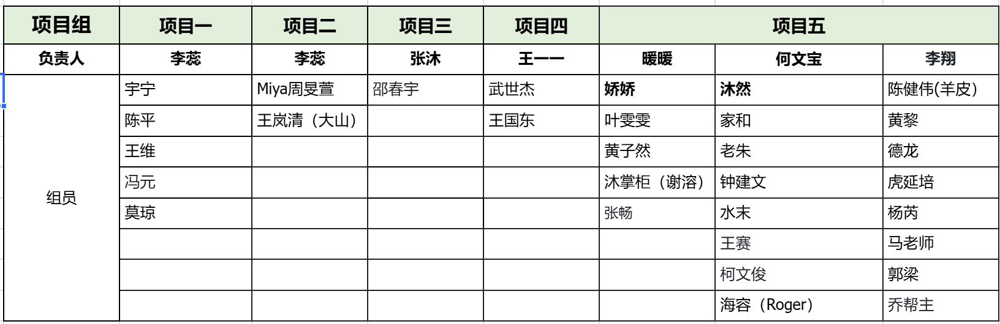 项目组 项目一 项目二 项目三 项目四 项目五
负责人 李蕊 李蕊 张沐 王一一 暖暖 何文宝 李翔
宇宁 Miya周旻萱 邵春宇 武世杰 娇娇 沐然 陈健伟(羊皮）
陈平 王岚清（大山） 王国东 叶雯雯 家和 黄黎
王维 黄子然 老朱 德龙
冯元 沐掌柜（谢溶） 钟建文 虎延培
组员
莫琼 张畅 水末 杨芮
王赛 马老师
柯文俊 郭梁
海容（Roger） 乔帮主